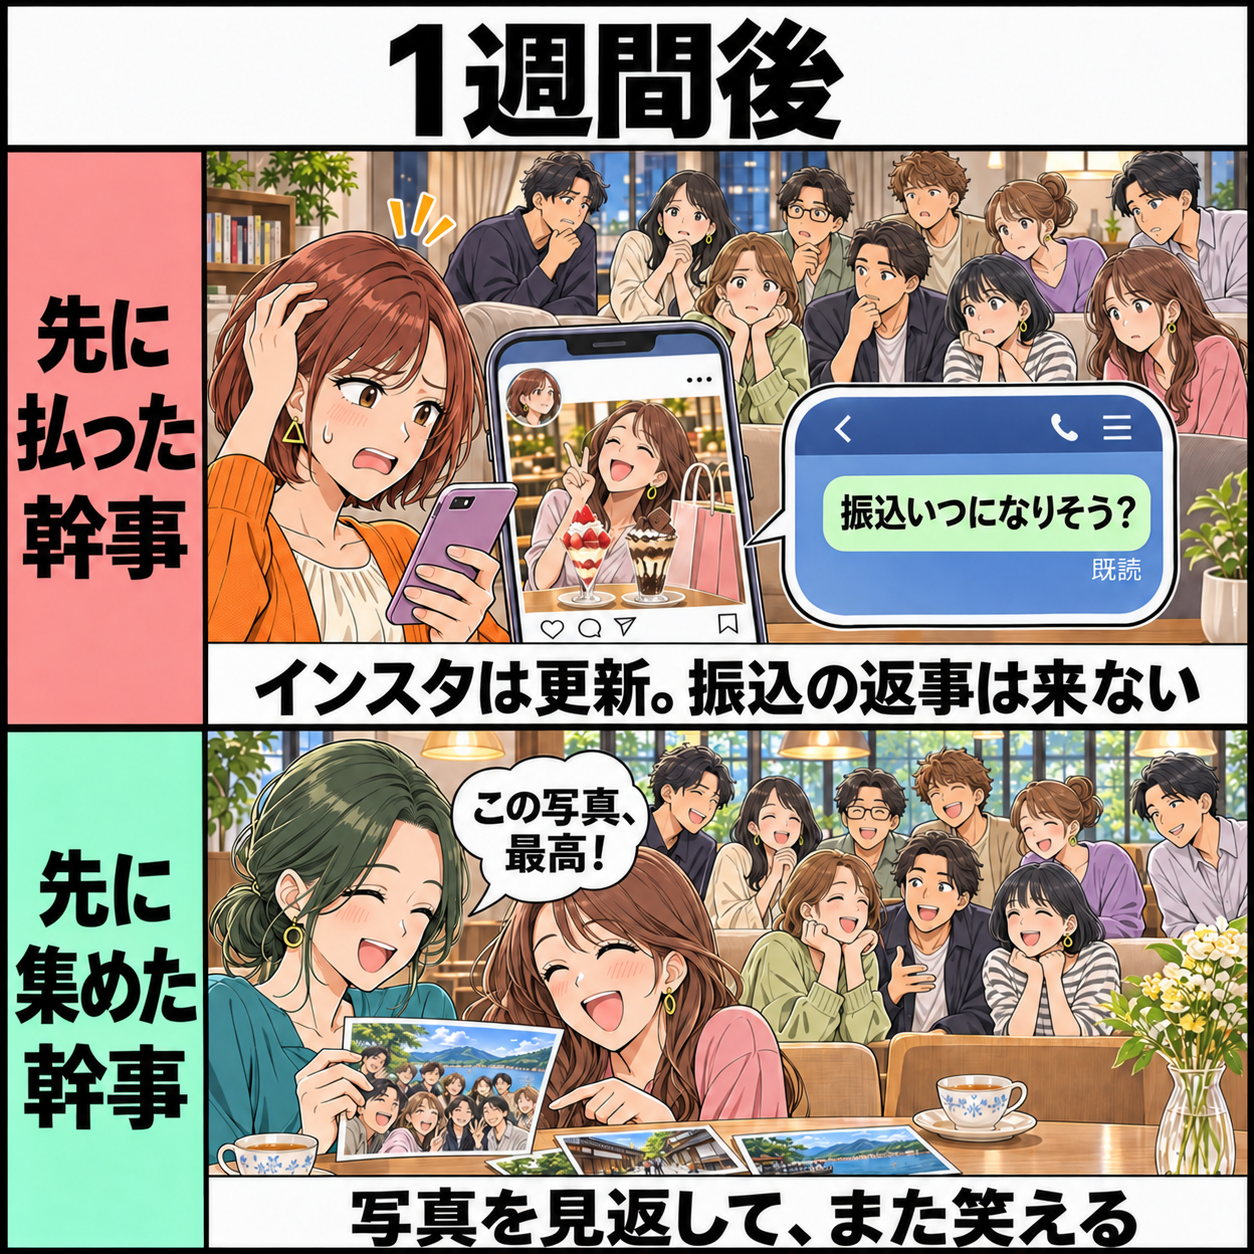 1週間後
先に
払った
幹事
振込いつになりそう?
既読
インスタは更新。振込の返事は来ない
先に
集めた
幹事
この写真、
最高!
写真を見返して、また笑える